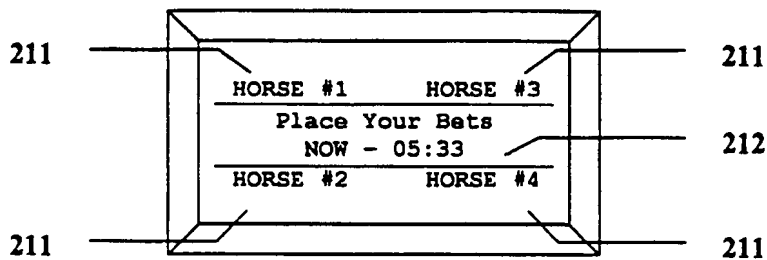 211 211
HORSE #1 HORSE #3
Place Your Bets
NOW - 05:33
212
HORSE #2 HORSE #4
211 211